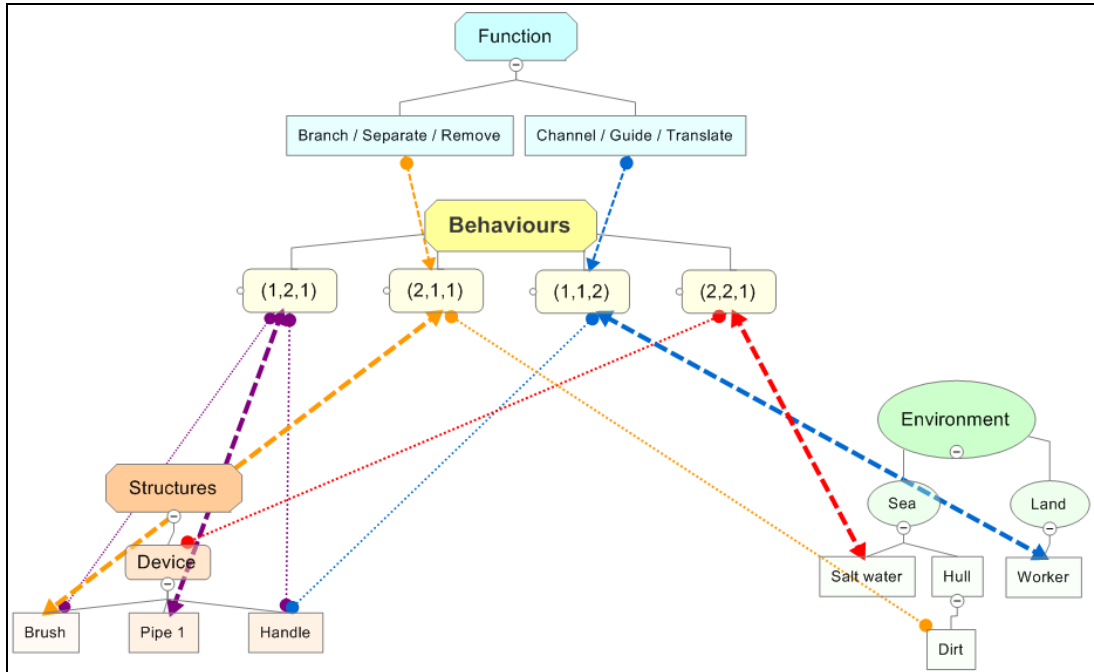 Function
Branch / Separate / Remove
Channel / Guide / Translate
Behaviours
(1,2,1)
(2,1,1)
(1,1,2)
(2,2,1)
Environment
Structures
Sea
Land
Device
Salt water
Hull
Worker
Brush
Pipe 1
Handle
Dirt